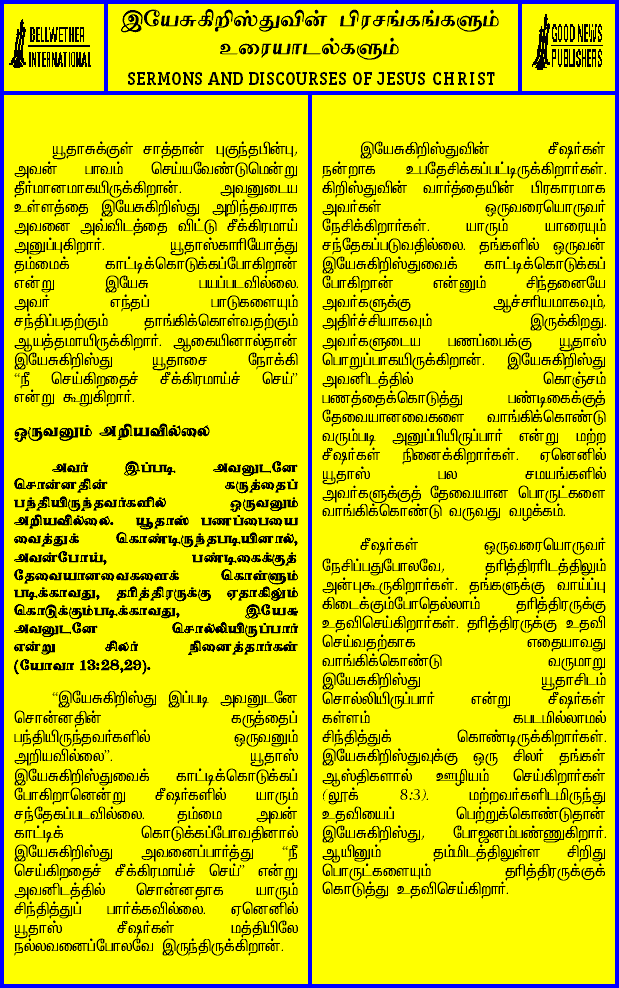 BELLWETHER
INTERNATIONAL
இயேசுகிறிஸ்துவின் பிரசங்கங்களும்
உரையாடல்களும்
SERMONS AND DISCOURSES OF JESUS CHRIST
GOOD NEWS
PUBLISHERS
யூதாசுக்குள் சாத்தான் புகுந்தபின்பு,
அவன் பாவம் செய்யவேண்டுமென்று
தீர்மானமாகயிருக்கிறான். அவனுடைய
உள்ளத்தை இயேசுகிறிஸ்து அறிந்தவராக
அவனை அவ்விடத்தை விட்டு சீக்கிரமாய்
அனுப்புகிறார். யூதாஸ்காரியோத்து
தம்மைக் காட்டிக்கொடுக்கப்போகிறான்
என்று இயேசு பயப்படவில்லை.
அவர் எந்தப் பாடுகளையும்
சந்திப்பதற்கும் தாங்கிக்கொள்வதற்கும்
ஆயத்தமாயிருக்கிறார். ஆகையினால்தான்
இயேசுகிறிஸ்து யூதாசை நோக்கி
“நீ செய்கிறதைச் சீக்கிரமாய்ச் செய்”
என்று கூறுகிறார்.
ஒருவனும் அறியவில்லை
அவர் இப்படி அவனுடனே
சொன்னதின் கருத்தைப்
பந்தியிருந்தவர்களில் ஒருவனும்
அறியவில்லை. யூதாஸ் பணப்பையை
வைத்துக் கொண்டிருந்தபடியினால்,
அவன்போய், பண்டிகைக்குத்
தேவையானவைகளைக் கொள்ளும்
படிக்காவது, தரித்திரருக்கு ஏதாகிலும்
கொடுக்கும்படிக்காவது, இயேசு
அவனுடனே சொல்லியிருப்பார்
என்று சிலர் நினைத்தார்கள்
(யோவா 13:28,29).
“இயேசுகிறிஸ்து இப்படி அவனுடனே
சொன்னதின் கருத்தைப்
பந்தியிருந்தவர்களில் ஒருவனும்
அறியவில்லை”. யூதாஸ்
இயேசுகிறிஸ்துவைக் காட்டிக்கொடுக்கப்
போகிறானென்று சீஷர்களில் யாரும்
சந்தேகப்படவில்லை. தம்மை அவன்
காட்டிக் கொடுக்கப்போவதினால்
இயேசுகிறிஸ்து அவனைப்பார்த்து “நீ
செய்கிறதைச் சீக்கிரமாய்ச் செய்” என்று
அவனிடத்தில் சொன்னதாக யாரும்
சிந்தித்துப் பார்க்கவில்லை. ஏனெனில்
யூதாஸ் சீஷர்கள் மத்தியிலே
நல்லவனைப்போலவே இருந்திருக்கிறான்.
இயேசுகிறிஸ்துவின் சீஷர்கள்
நன்றாக உபதேசிக்கப்பட்டிருக்கிறார்கள்.
கிறிஸ்துவின் வார்த்தையின் பிரகாரமாக
அவர்கள் ஒருவரையொருவர்
நேசிக்கிறார்கள். யாரும் யாரையும்
சந்தேகப்படுவதில்லை. தங்களில் ஒருவன்
இயேசுகிறிஸ்துவைக் காட்டிக்கொடுக்கப்
போகிறான் என்னும் சிந்தனையே
அவர்களுக்கு ஆச்சரியமாகவும்,
அதிர்ச்சியாகவும் இருக்கிறது.
அவர்களுடைய பணப்பைக்கு யூதாஸ்
பொறுப்பாகயிருக்கிறான். இயேசுகிறிஸ்து
அவனிடத்தில் கொஞ்சம்
பணத்தைக்கொடுத்து பண்டிகைக்குத்
தேவையானவைகளை வாங்கிக்கொண்டு
வரும்படி அனுப்பியிருப்பார் என்று மற்ற
சீஷர்கள் நினைக்கிறார்கள். ஏனெனில்
யூதாஸ் பல சமயங்களில்
அவர்களுக்குத் தேவையான பொருட்களை
வாங்கிக்கொண்டு வருவது வழக்கம்.
சீஷர்கள் ஒருவரையொருவர்
நேசிப்பதுபோலவே, தரித்திரரிடத்திலும்
அன்புகூருகிறார்கள். தங்களுக்கு வாய்ப்பு
கிடைக்கும்போதெல்லாம் தரித்திரருக்கு
உதவிசெய்கிறார்கள். தரித்திரருக்கு உதவி
செய்வதற்காக எதையாவது
வாங்கிக்கொண்டு வருமாறு
இயேசுகிறிஸ்து யூதாசிடம்
சொல்லியிருப்பார் என்று சீஷர்கள்
கள்ளம் கபடமில்லாமல்
சிந்தித்துக் கொண்டிருக்கிறார்கள்.
இயேசுகிறிஸ்துவுக்கு ஒரு சிலர் தங்கள்
ஆஸ்திகளால் ஊழியம் செய்கிறார்கள்
(லூக் 8:3). மற்றவர்களிடமிருந்து
உதவியைப் பெற்றுக்கொண்டுதான்
இயேசுகிறிஸ்து, போஜனம்பண்ணுகிறார்.
ஆயினும் தம்மிடத்திலுள்ள சிறிது
பொருட்களையும் தரித்திரருக்குக்
கொடுத்து உதவிசெய்கிறார்.